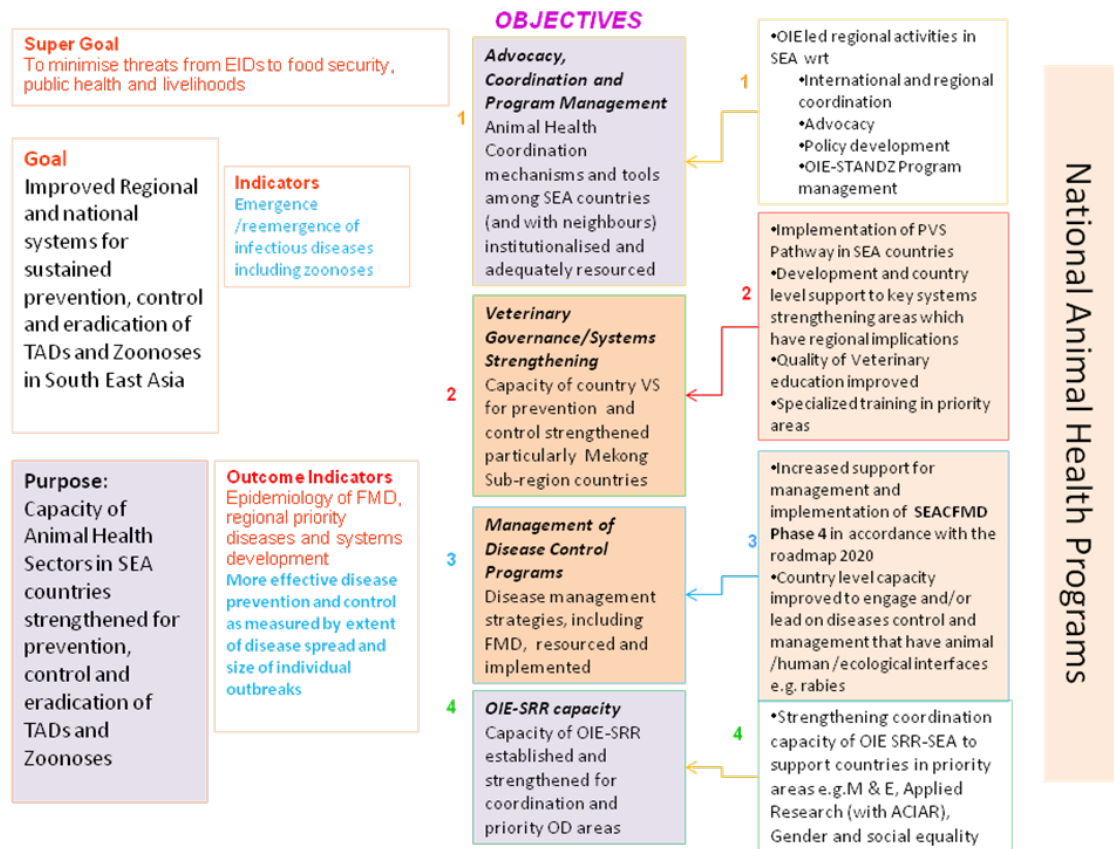 OBJECTIVES
Super Goal
To minimise threats from EIDs to food security,
public health and livelihoods
Goal
Improved Regional
and national
systems for
sustained
prevention, control
and eradication of
TADs and Zoonoses
in South East Asia
Indicators
Emergence
/reemergence of
infectious diseases
including zoonoses
Purpose:
Capacity of
Animal Health
Sectors in SEA
countries
strengthened for
prevention,
control and
eradication of
TADs and
Zoonoses
Outcome Indicators
Epidemiology of FMD,
regional priority
diseases and systems
development
More effective disease
prevention and control
as measured by extent
of disease spread and
size of individual
outbreaks
1
Advocacy,
Coordination and
Program Management
Animal Health
Coordination
mechanisms and tools
among SEA countries
(and with neighbours)
institutionalised and
adequately resourced
2
Veterinary
Governance/Systems
Strengthening
Capacity of country VS
for prevention and
control strengthened
particularly Mekong
Sub-region countries
3
Management of
Disease Control
Programs
Disease management
strategies, including
FMD, resourced and
implemented
4
OIE-SRR capacity
Capacity of OIE-SRR
established and
strengthened for
coordination and
priority OD areas
1
•OIE led regional activities in
SEA wrt
•International and regional
coordination
•Advocacy
•Policy development
•OIE-STANDZ Program
management
2
•Implementation of PVS
Pathway in SEA countries
•Development and country
level support to key systems
strengthening areas which
have regional implications
•Quality of Veterinary
education improved
•Specialized training in priority
areas
3
•Increased support for
management and
implementation of SEACFMD
Phase 4 in accordance with the
roadmap 2020
•Country level capacity
improved to engage and/or
lead on diseases control and
management that have animal
/human /ecological interfaces
e.g. rabies
4
•Strengthening coordination
capacity of OIE SRR-SEA to
support countries in priority
areas e.g.M & E, Applied
Research (with ACIAR),
Gender and social equality
National Animal Health Programs